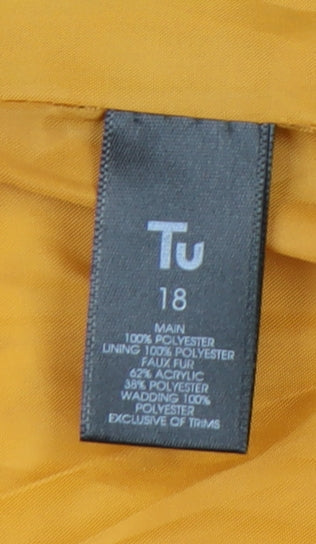 Tu
18
MAIN
100% POLYESTER
LINING 100% POLYESTER
FAUX FUR
62% ACRYLIC
38% POLYESTER
WADDING 100%
POLYESTER
EXCLUSIVE OF TRIMS